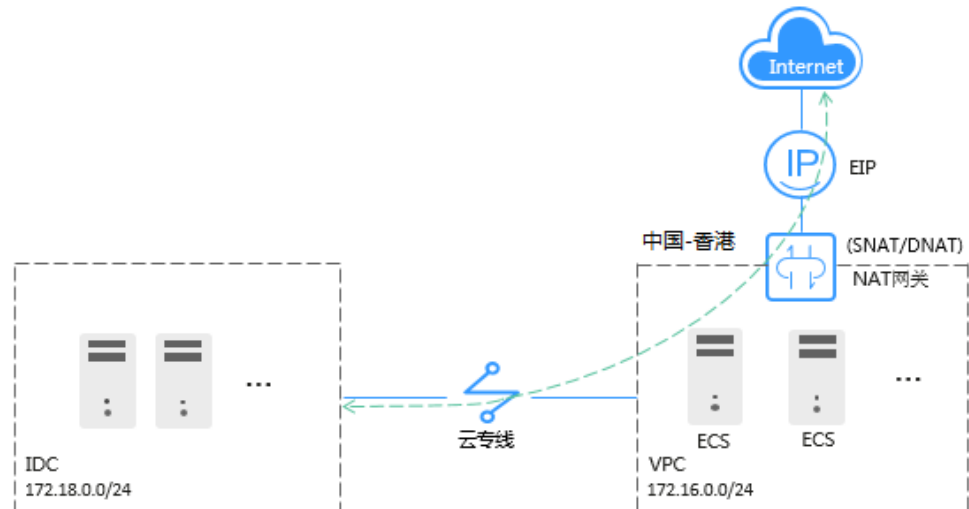 Internet
IP
EIP
中国-香港
(SNAT/DNAT)
NAT网关
...
...
云专线
ECS
ECS
IDC
172.18.0.0/24
VPC
172.16.0.0/24